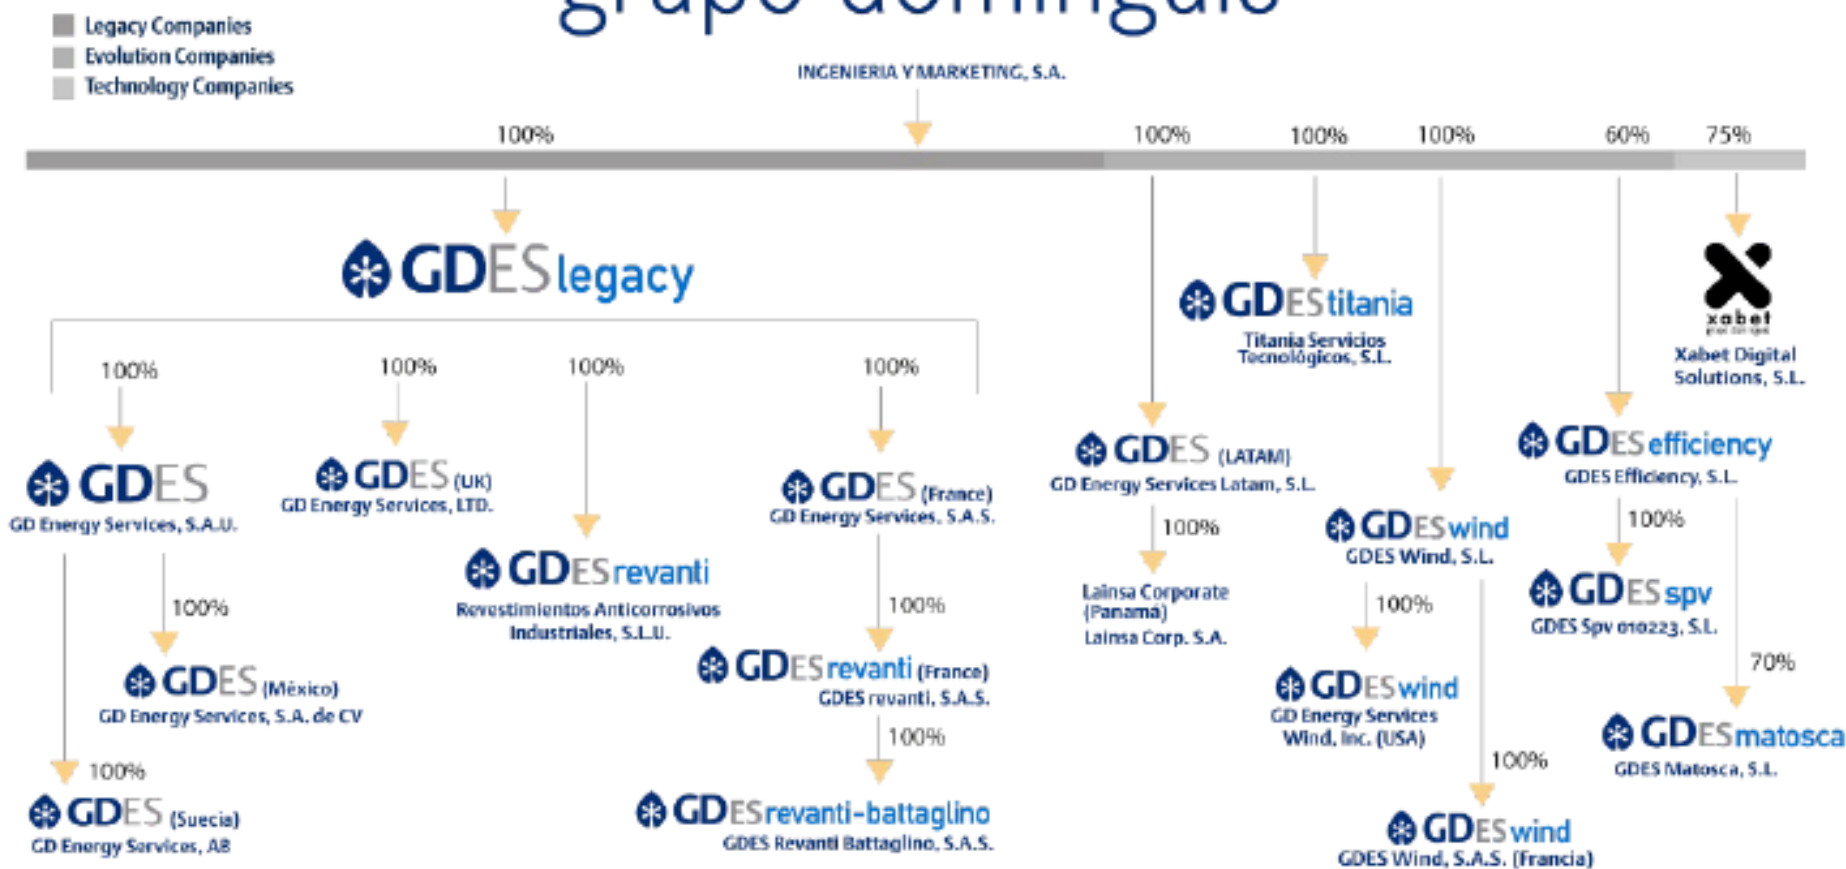 grupo dominguis
Legacy Companies
Evolution Companies
Technology Companies
INGENIERIA Y MARKETING, S.A.
100%
100%
100%
100%
60%
75%
GDES legacy
GDES titania
Titania Servicios
Tecnológicos, S.L.
xabet
Xabet Digital
Solutions, S.L.
100%
100%
100%
100%
GDES
GD Energy Services, S.A.U.
GDES (UK)
GD Energy Services, LTD.
GDES (France)
GD Energy Services, S.A.S.
GDES (LATAM)
GD Energy Services Latam, S.L.
GDES efficiency
GDES Efficiency, S.L.
GDES revanti
Revestimientos Anticorrosivos
Industriales, S.L.U.
100%
Lainsa Corporate
(Panamá)
Lainsa Corp. S.A.
GDES wind
GDES Wind, S.L.
100%
GDES spv
GDES Spv 010223, S.L.
100%
GDES (México)
GD Energy Services, S.A. de CV
100%
GDES revanti (France)
GDES revanti, S.A.S.
100%
GDES wind
GD Energy Services
Wind, Inc. (USA)
70%
GDES matosca
GDES Matosca, S.L.
100%
GDES (Suecia)
GD Energy Services, AB
100%
GDES revanti-battaglino
GDES Revanti Battaglino, S.A.S.
100%
GDES wind
GDES Wind, S.A.S. (Francia)